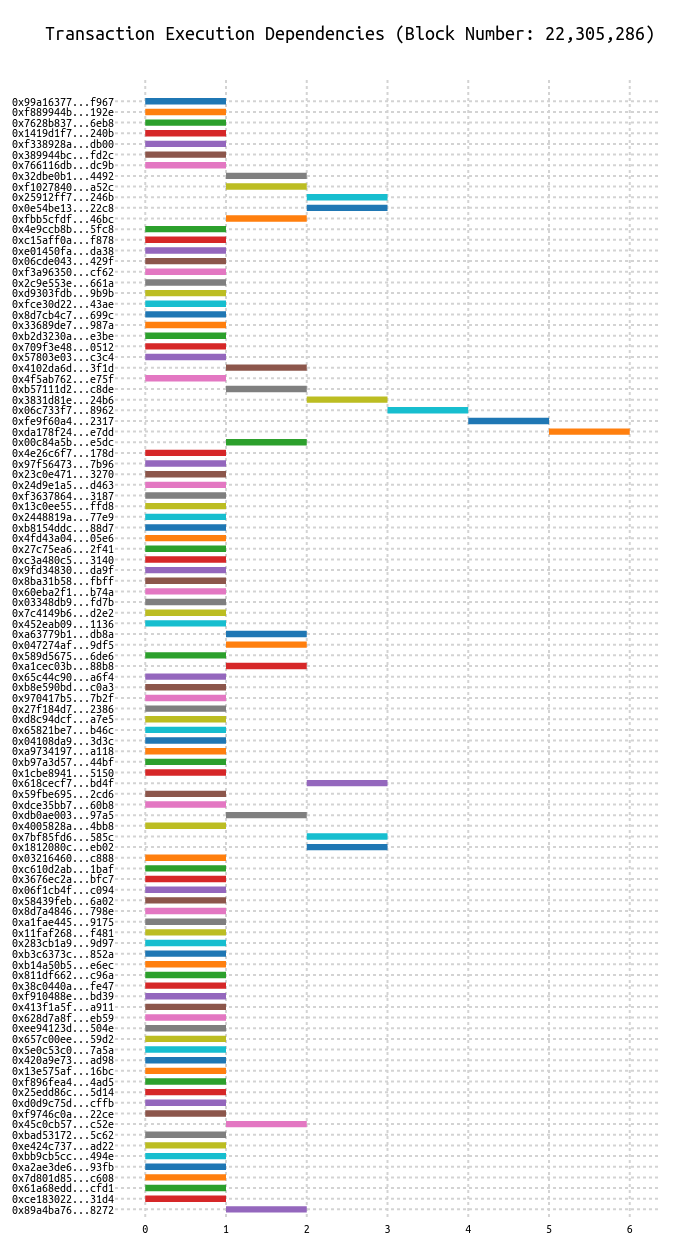 Transaction Execution Dependencies (Block Number: 22,305,286)
0x99a16377...f967
0xf889944b...192e
0x7628b837...6eb8
0x1419d1f7...240b
0xf338928a...db00
0x389944bc...fd2c
0x766116db...dc9b
0x32dbe0b1...4492
0xf1027840...a52c
0x25912ff7...246b
0x0e54be13...22c8
0xfbb5cfdf...46bc
0x4e9ccb8b...5fc8
0xc15aff0a...f878
0xe01450fa...da38
0x06cde043...429f
0xf3a96350...cf62
0x2c9e553e...661a
0xd9303fdb...9b9b
0xfce30d22...43ae
0x8d7cb4c7...699c
0x33689de7...987a
0xb2d3230a...e3be
0x709f3e48...0512
0x57803e03...c3c4
0x4102da6d...3f1d
0x4f5ab762...e75f
0xb57111d2...c8de
0x3831d81e...24b6
0x06c733f7...8962
0xfe9f60a4...2317
0xda178f24...e7dd
0x00c84a5b...e5dc
0x4e26c6f7...178d
0x97f56473...7b96
0x23c0e471...3270
0x24d9e1a5...d463
0xf3637864...3187
0x13c0ee55...ffd8
0x2448819a...77e9
0xb8154ddc...88d7
0x4fd43a04...05e6
0x27c75ea6...2f41
0xc3a480c5...3140
0x9fd34830...da9f
0x8ba31b58...fbff
0x60eba2f1...b74a
0x03348db9...fd7b
0x7c4149b6...d2e2
0x452eab09...1136
0xa63779b1...db8a
0x047274af...9df5
0x589d5675...6de6
0xa1cec03b...88b8
0x65c44c90...a6f4
0xb8e590bd...c0a3
0x970417b5...7b2f
0x27f184d7...2386
0xd8c94dcf...a7e5
0x65821be7...b46c
0x04108da9...3d3c
0xa9734197...a118
0xb97a3d57...44bf
0x1cbe8941...5150
0x618cecf7...bd4f
0x59fbe695...2cd6
0xdce35bb7...60b8
0xdb0ae003...97a5
0x4005828a...4bb8
0x7bf85fd6...585c
0x1812080c...eb02
0x03216460...c888
0xc610d2ab...1baf
0x3676ec2a...bfc7
0x06f1cb4f...c094
0x58439feb...6a02
0x8d7a4846...798e
0xa1fae445...9175
0x11faf268...f481
0x283cb1a9...9d97
0xb3c6373c...852a
0xb14a50b5...e6ec
0x811df662...c96a
0x38c0440a...fe47
0xf910488e...bd39
0x413f1a5f...a911
0x628d7a8f...eb59
0xee94123d...504e
0x657c00ee...59d2
0x5e0c53c0...7a5a
0x420a9e73...ad98
0x13e575af...16bc
0xf896fea4...4ad5
0x25edd86c...5d14
0xd0d9c75d...cffb
0xf9746c0a...22ce
0x45c0cb57...c52e
0xbad53172...5c62
0xe424c737...ad22
0xbb9cb5cc...494e
0xa2ae3de6...93fb
0x7d801d85...c608
0x61a68edd...cfd1
0xce183022...31d4
0x89a4ba76...8272
0 1 2 3 4 5 6